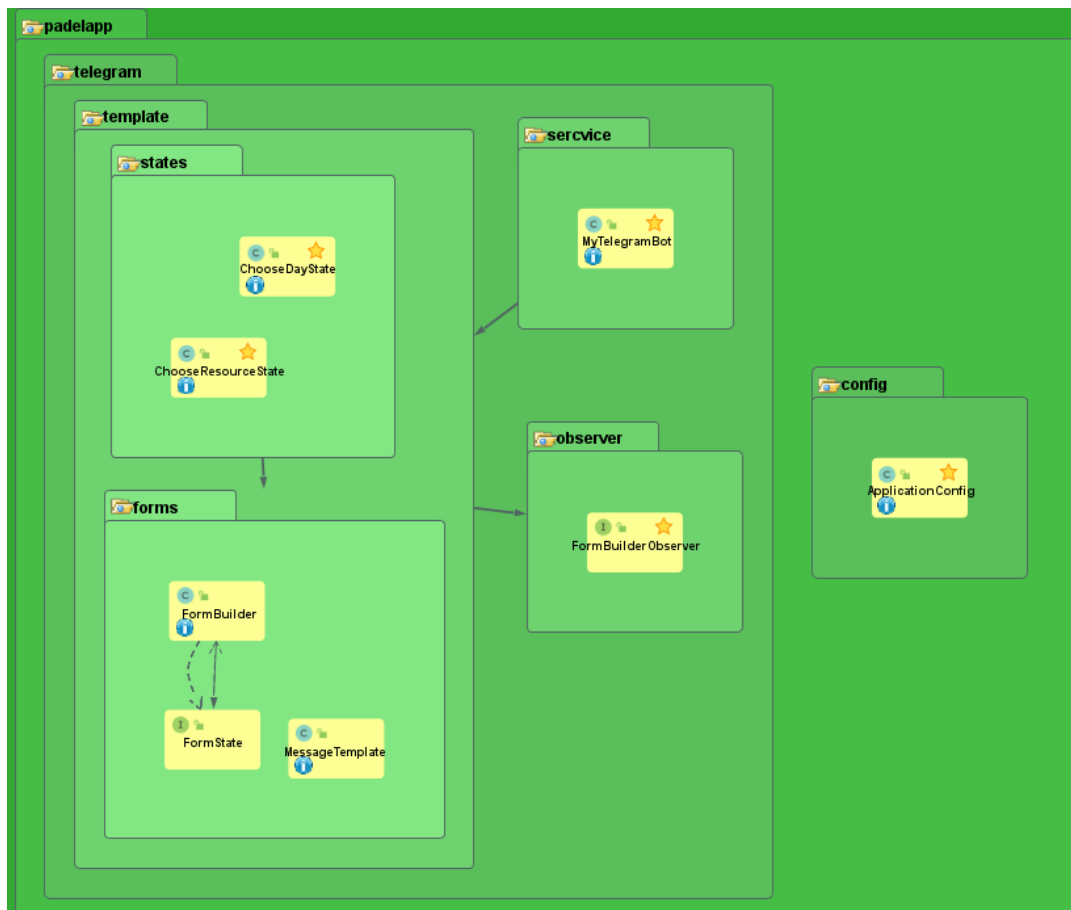 padelapp
telegram
template
sercvice
states
MyTelegramBot
ChooseDayState
ChooseResourceState
config
observer
ApplicationConfig
forms
FormBuilderObserver
FormBuilder
FormState
MessageTemplate